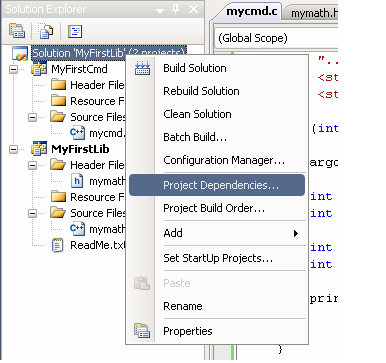 Solution Explorer
mycmd.c
mymath.h
(Global Scope)
Solution 'MyFirstLib' (2 projects)
MyFirstCmd
Header File
Resource F
Source Files
mycmd.
MyFirstLib
Header File
mymath
Resource F
Source Files
mymath
ReadMe.tx
Build Solution
Rebuild Solution
Clean Solution
Batch Build...
Configuration Manager...
Project Dependencies...
Project Build Order...
Add
Set StartUp Projects...
Paste
Rename
Properties
"..
<st
<st
(int
argo
int
int
int
int
prin
}